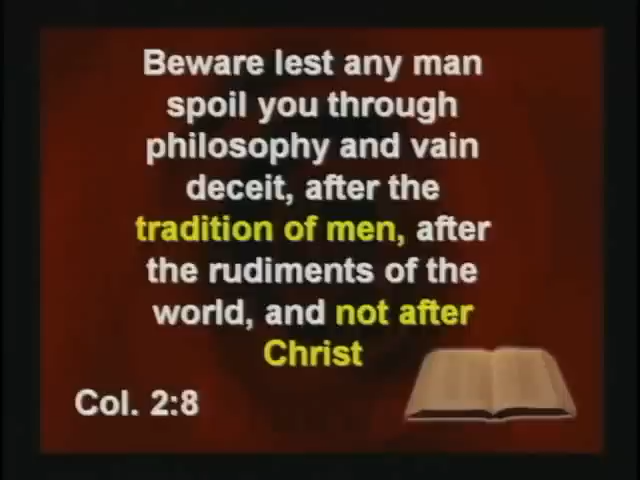 Beware lest any man
spoil you through
philosophy and vain
deceit, after the
tradition of men, after
the rudiments of the
world, and not after
Christ
Col. 2:8